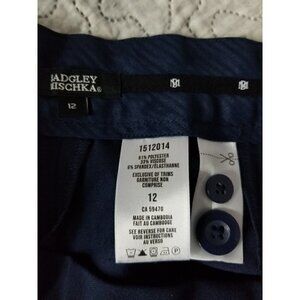 BADGLEY
MISCHKA®
12
1512014
61% POLYESTER
33% VISCOSE
6% SPANDEX/ELASTHANNE
EXCLUSIVE OF TRIMS
GARNITURE NON
COMPRISE
12
CA 59470
MADE IN CAMBODIA
FAIT AU CAMBODGE
SEE REVERSE FOR CARE
VOIR INSTRUCTIONS
AU VERSO